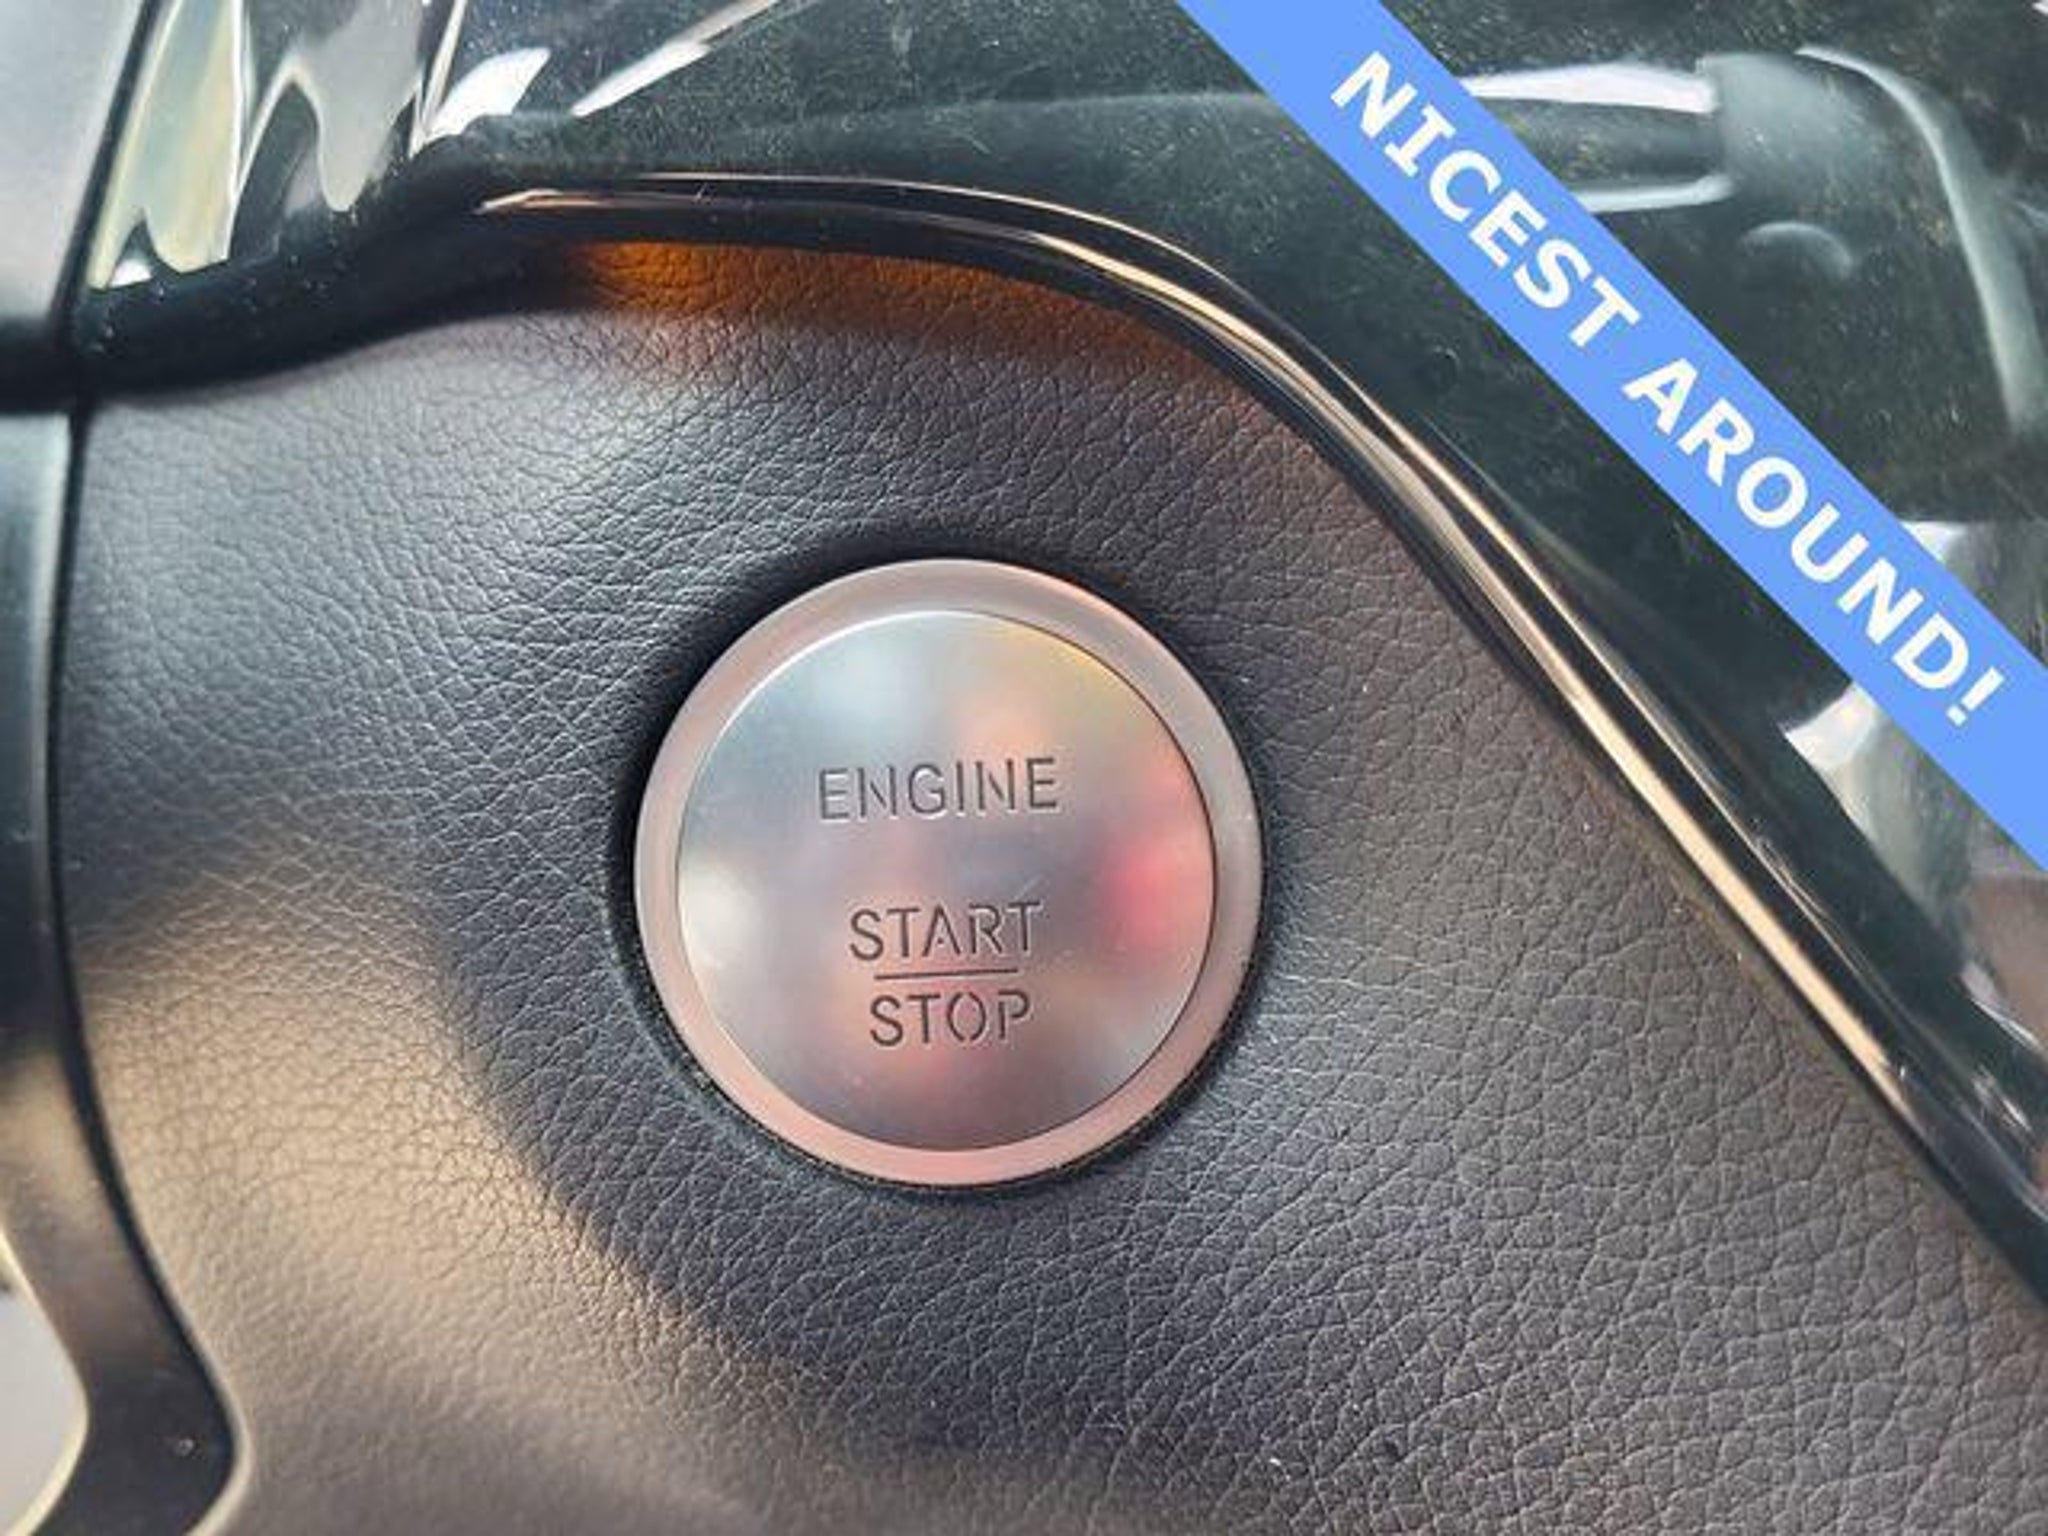 NICEST AROUND!
ENGINE
START
STOP